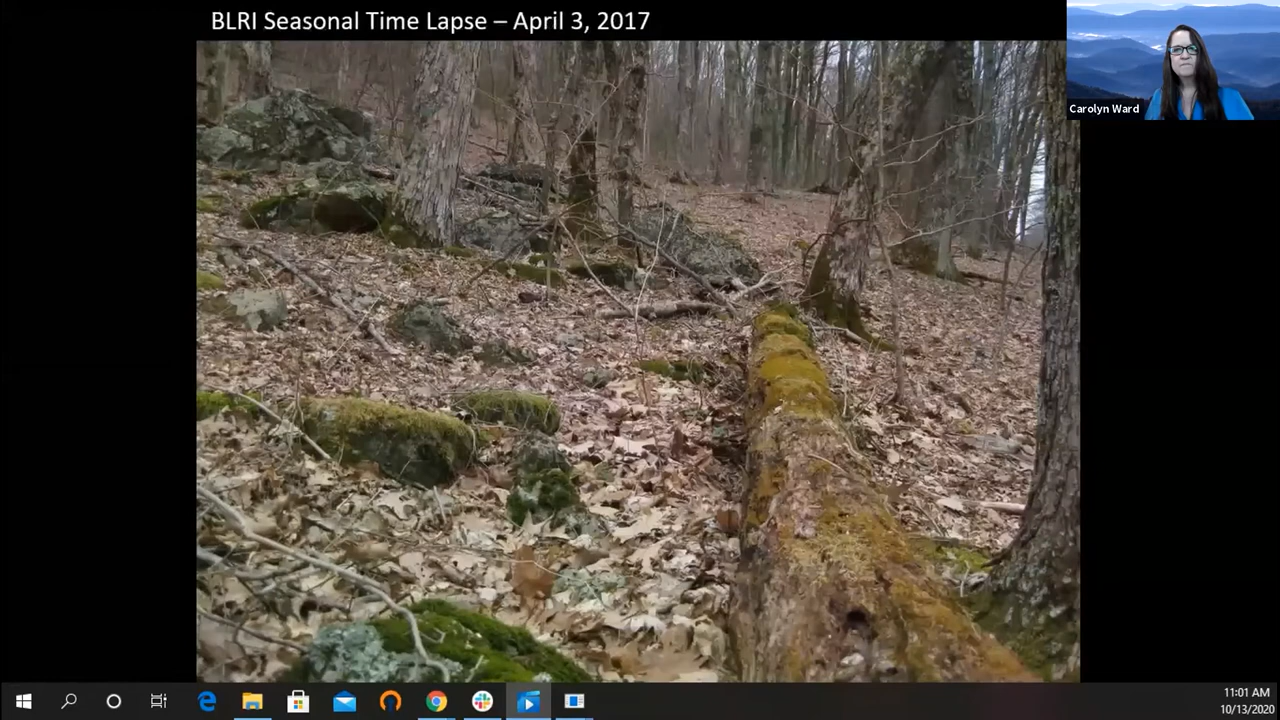 BLRI Seasonal Time Lapse – April 3, 2017
Carolyn Ward
11:01 AM
10/13/2020